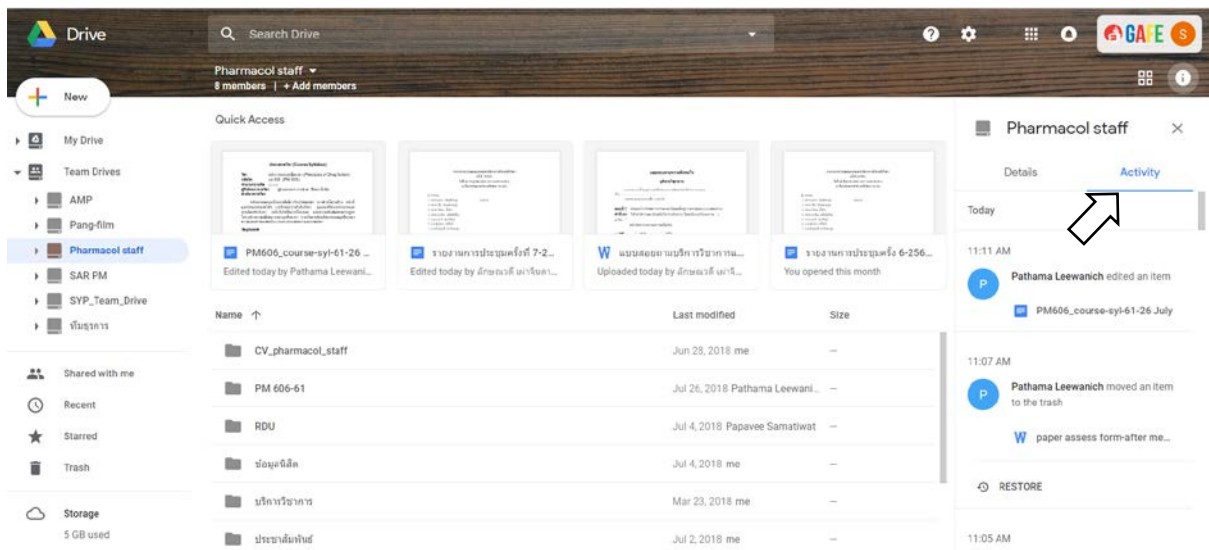 Drive
Search Drive
GAFE S
Pharmacol staff
8 members | + Add members
New
My Drive
Team Drives
AMP
Pang-film
Pharmacol staff
SAR PM
SYP_Team_Drive
ทีมธุรการ
Shared with me
Recent
Starred
Trash
Storage
5 GB used
Quick Access
PM606_course-syl-61-26 ...
Edited today by Pathama Leewani...
รายงานการประชุมครั้งที่ 7-2...
Edited today by
W แบบสอบถามบริการวิชาการ...
Uploaded today by
รายงานการประชุมครั้ง 6-256...
You opened this month
Name Last modified Size
CV_pharmacol_staff Jun 28, 2018 me —
PM 606-61 Jul 26, 2018 Pathama Leewani... —
RDU Jul 4, 2018 Papavee Samatiwat —
ข้อมูลนิสิต Jul 4, 2018 me —
บริการวิชาการ Mar 23, 2018 me —
ประชาสัมพันธ์ Jul 2, 2018 me —
Pharmacol staff
Details Activity
Today
11:11 AM
P Pathama Leewanich edited an item
PM606_course-syl-61-26 July
11:07 AM
P Pathama Leewanich moved an item
to the trash
W paper assess form-after me...
RESTORE
11:05 AM